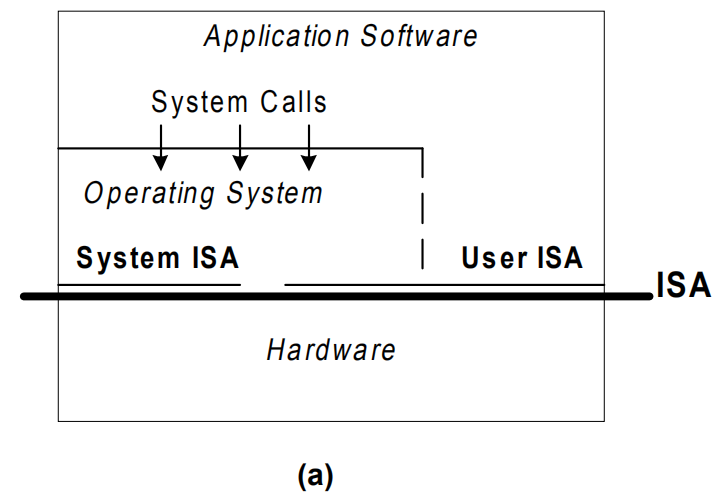 Application Software
System Calls
Operating System
System ISA
User ISA
ISA
Hardware
(a)